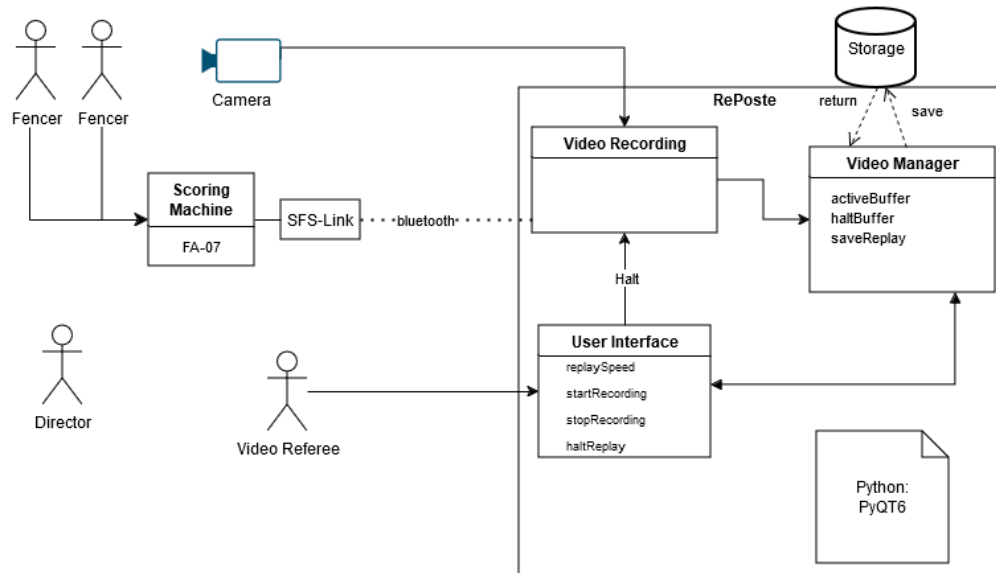 Fencer
Fencer
Camera
Storage
RePoste
return
save
Video Recording
Video Manager
activeBuffer
haltBuffer
saveReplay
Scoring
Machine
FA-07
SFS-Link
bluetooth
Halt
User Interface
replaySpeed
startRecording
stopRecording
haltReplay
Director
Video Referee
Python:
PyQT6